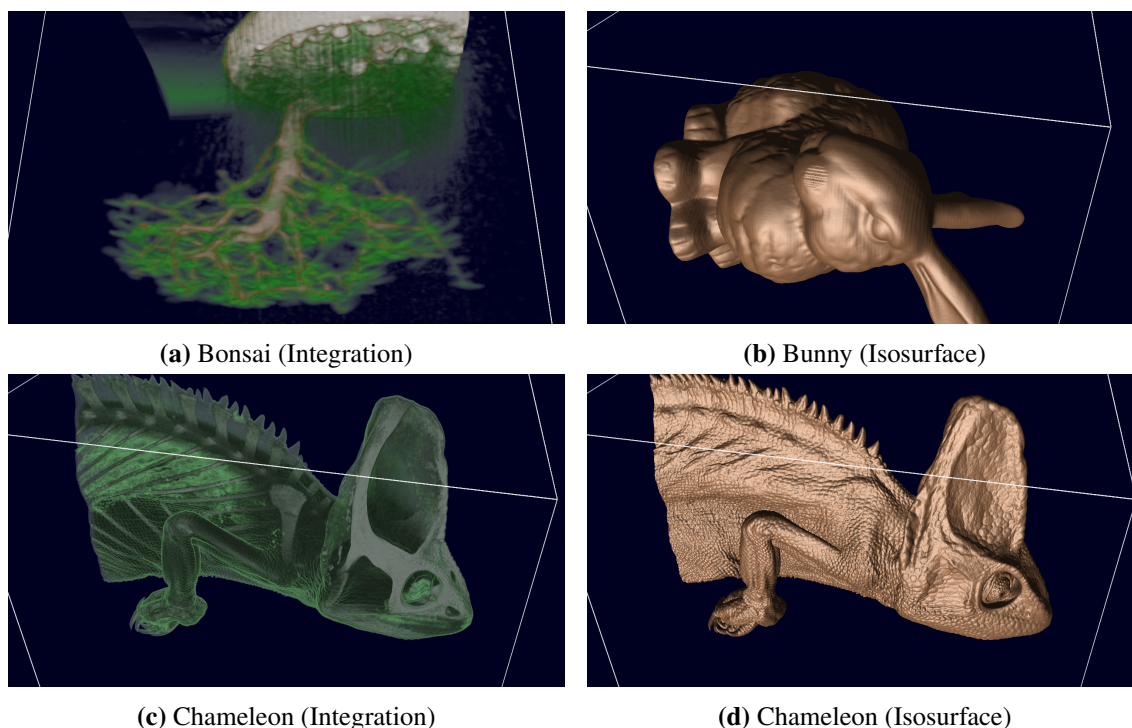 (a) Bonsai (Integration)
(b) Bunny (Isosurface)
(c) Chameleon (Integration)
(d) Chameleon (Isosurface)